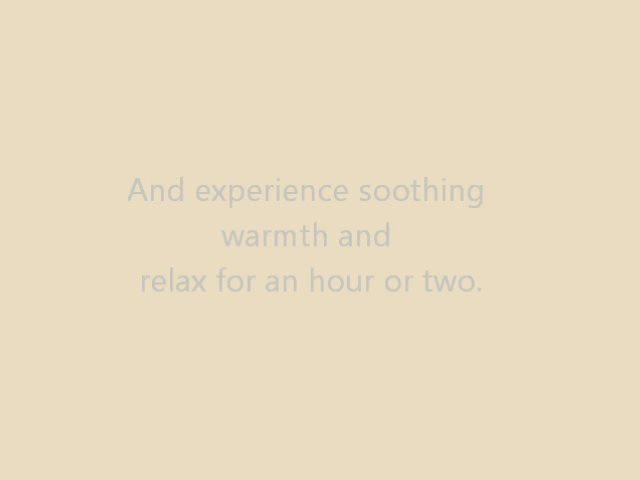 And experience soothing
warmth and
relax for an hour or two.